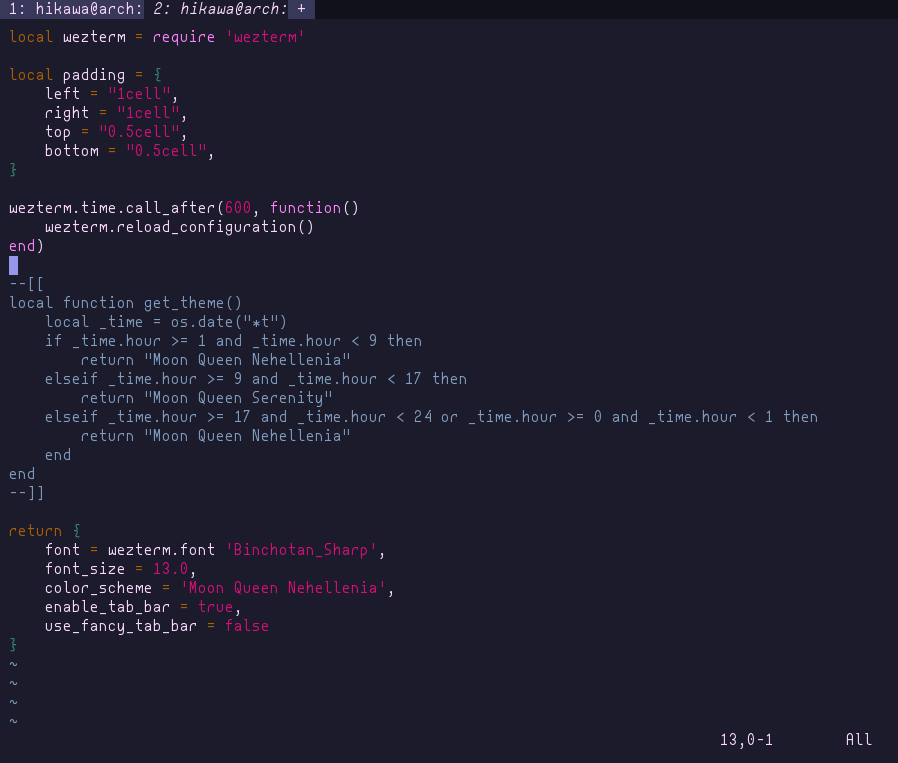 1: hikawa@arch: 2: hikawa@arch: +
local wezterm = require 'wezterm'
local padding = {
    left = "1cell",
    right = "1cell",
    top = "0.5cell",
    bottom = "0.5cell",
}
wezterm.time.call_after(600, function()
    wezterm.reload_configuration()
end)
--[[
local function get_theme()
    local _time = os.date("*t")
    if _time.hour >= 1 and _time.hour < 9 then
        return "Moon Queen Nehellenia"
    elseif _time.hour >= 9 and _time.hour < 17 then
        return "Moon Queen Serenity"
    elseif _time.hour >= 17 and _time.hour < 24 or _time.hour >= 0 and _time.hour < 1 then
        return "Moon Queen Nehellenia"
    end
end
--]]
return {
    font = wezterm.font 'Binchotan_Sharp',
    font_size = 13.0,
    color_scheme = 'Moon Queen Nehellenia',
    enable_tab_bar = true,
    use_fancy_tab_bar = false
}
~
~
~
~
13,0-1 All